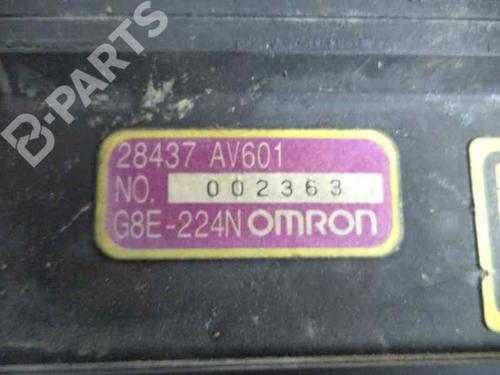 B-PARTS
28437 AV601
NO. 002363
G8E-224N OMRON